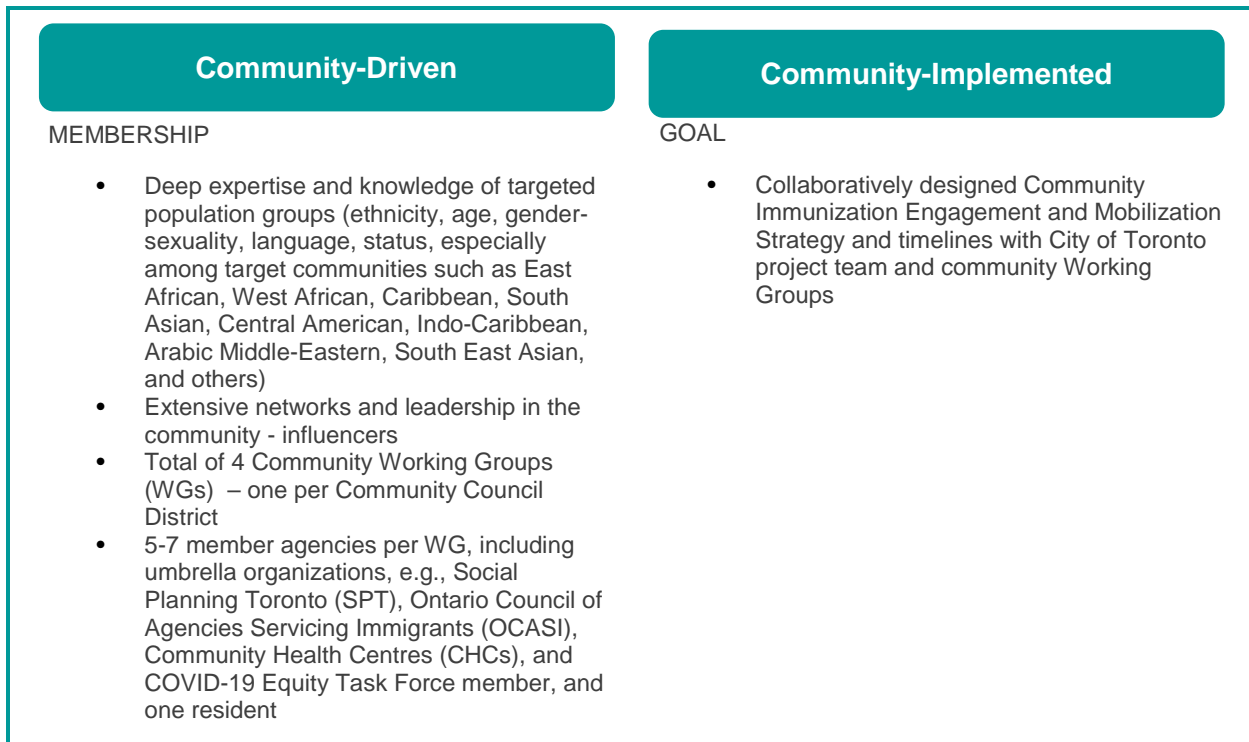 Community-Driven
MEMBERSHIP
• Deep expertise and knowledge of targeted
population groups (ethnicity, age, gender-
sexuality, language, status, especially
among target communities such as East
African, West African, Caribbean, South
Asian, Central American, Indo-Caribbean,
Arabic Middle-Eastern, South East Asian,
and others)
• Extensive networks and leadership in the
community - influencers
• Total of 4 Community Working Groups
(WGs) – one per Community Council
District
• 5-7 member agencies per WG, including
umbrella organizations, e.g., Social
Planning Toronto (SPT), Ontario Council of
Agencies Servicing Immigrants (OCASI),
Community Health Centres (CHCs), and
COVID-19 Equity Task Force member, and
one resident
Community-Implemented
GOAL
• Collaboratively designed Community
Immunization Engagement and Mobilization
Strategy and timelines with City of Toronto
project team and community Working
Groups